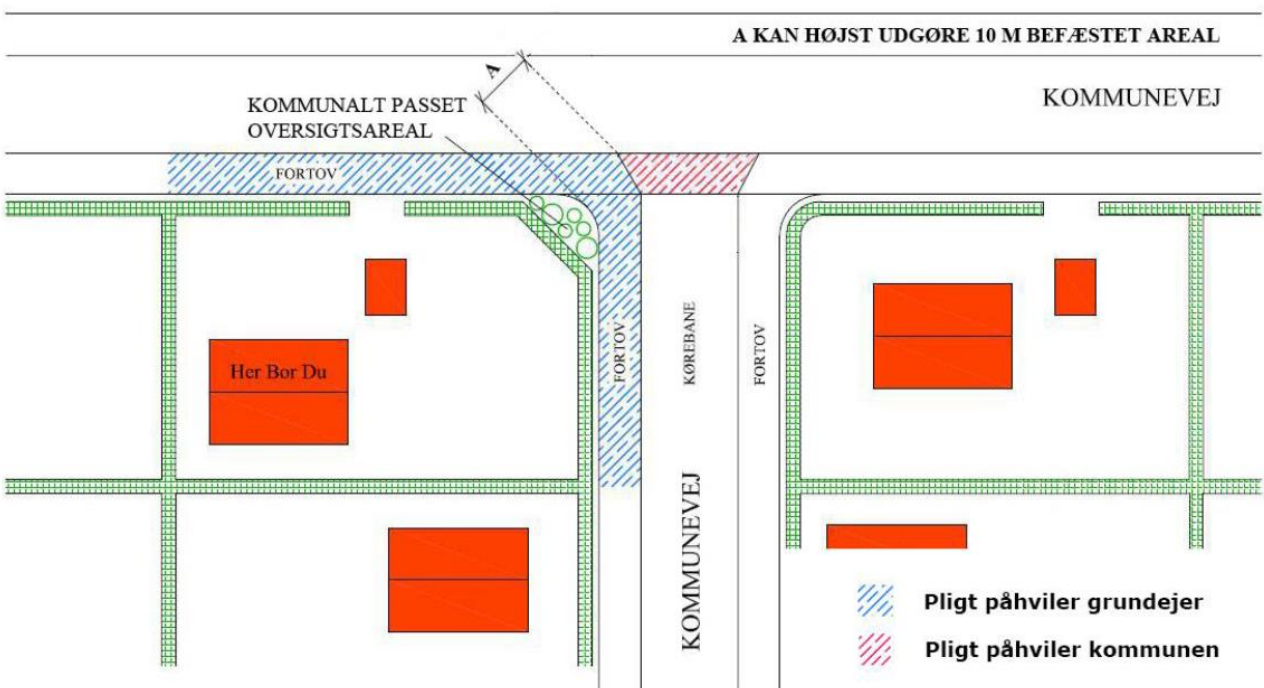 A KAN HØJST UDGØRE 10 M BEFÆSTET AREAL
A
KOMMUNALT PASSET
OVERSIGTSAREAL
KOMMUNEVEJ
FORTOV
Her Bor Du
FORTOV
KØREBANE
FORTOV
KOMMUNEVEJ
Pligt påhviler grundejer
Pligt påhviler kommunen